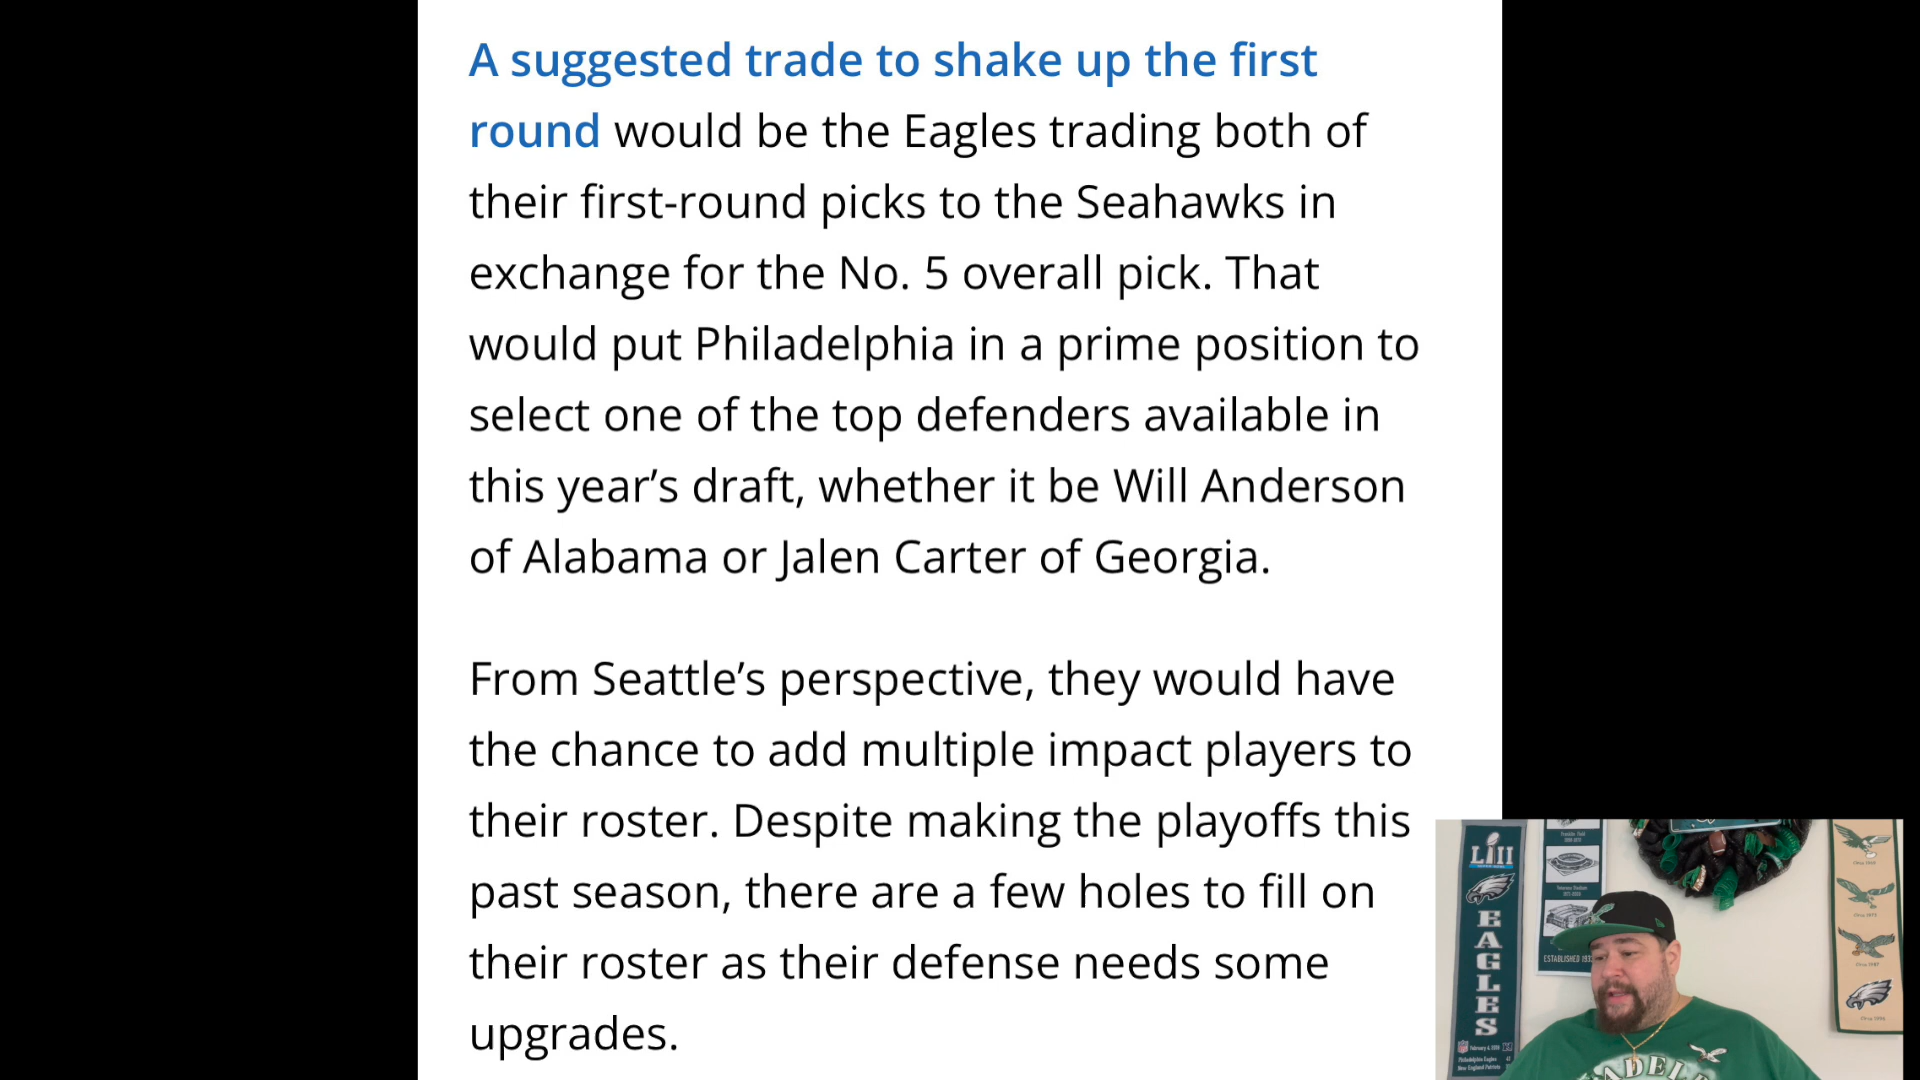 A suggested trade to shake up the first
round would be the Eagles trading both of
their first-round picks to the Seahawks in
exchange for the No. 5 overall pick. That
would put Philadelphia in a prime position to
select one of the top defenders available in
this year’s draft, whether it be Will Anderson
of Alabama or Jalen Carter of Georgia.
From Seattle’s perspective, they would have
the chance to add multiple impact players to
their roster. Despite making the playoffs this
past season, there are a few holes to fill on
their roster as their defense needs some
upgrades.
LII
EAGLES
ESTABLISHED 1933